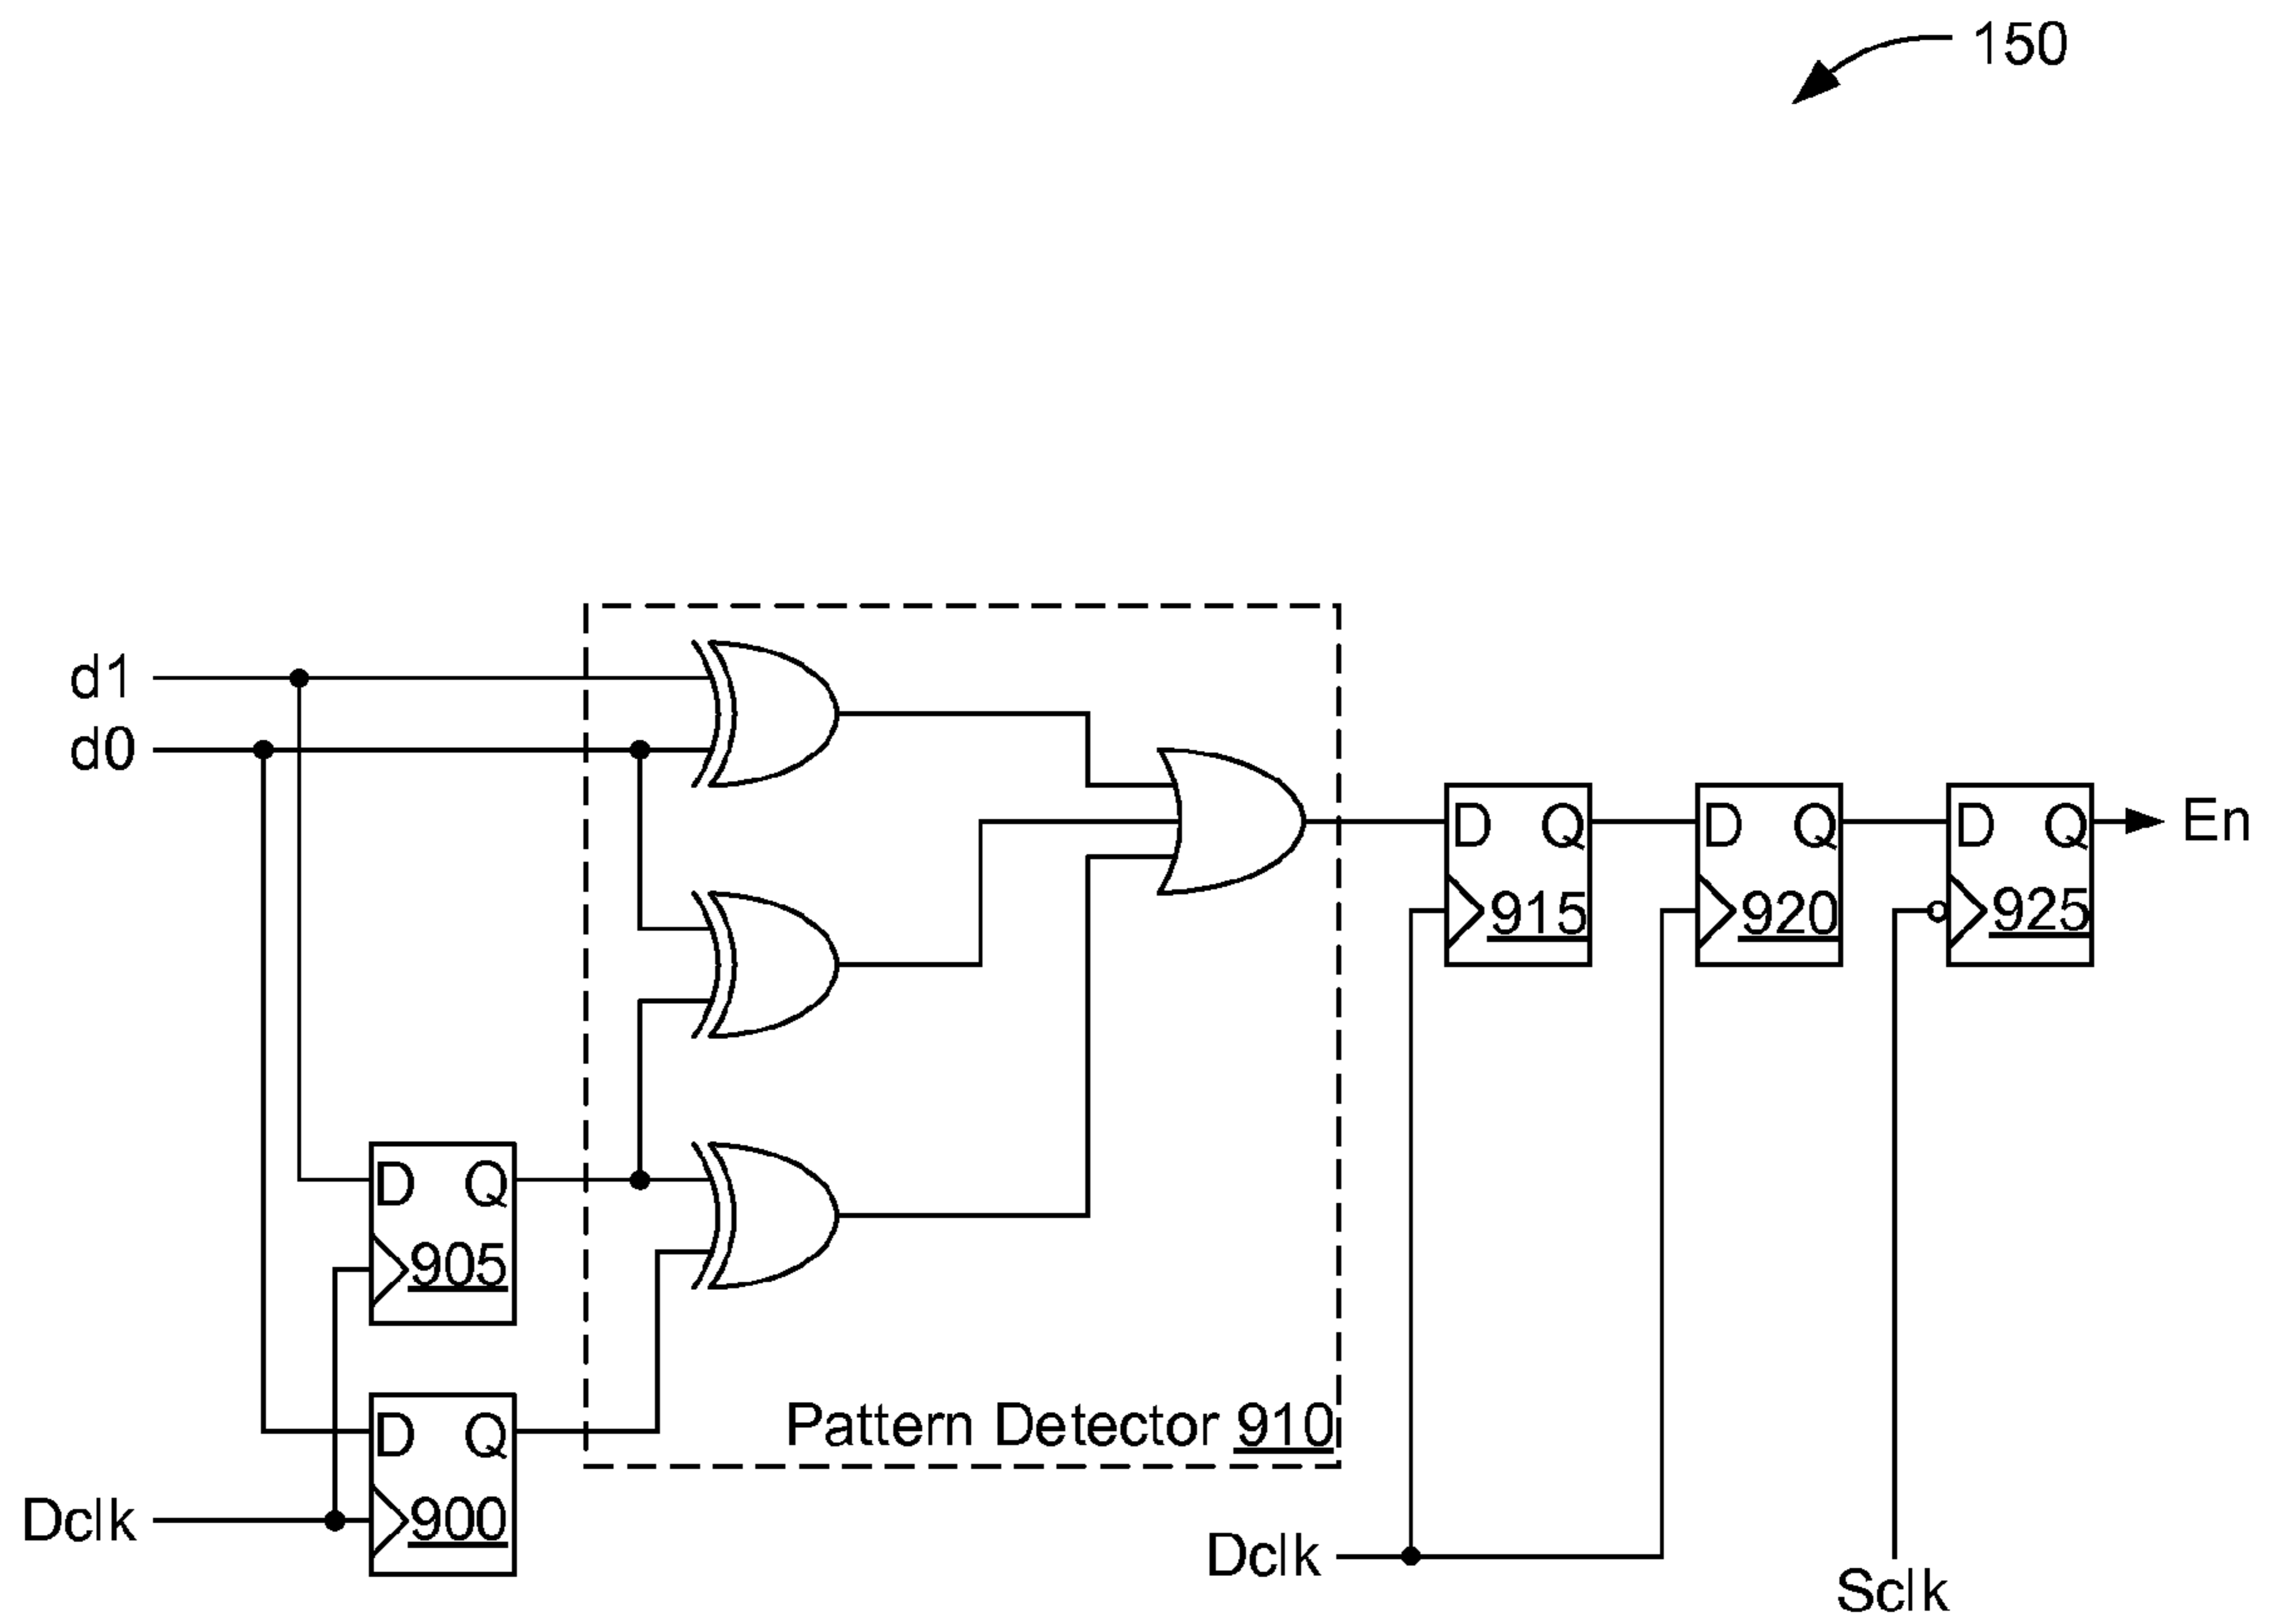 150
d1
d0
D Q
915
D Q
920
D Q
925
En
D Q
905
D Q
900
Pattern Detector 910
Dclk
Dclk
Sclk